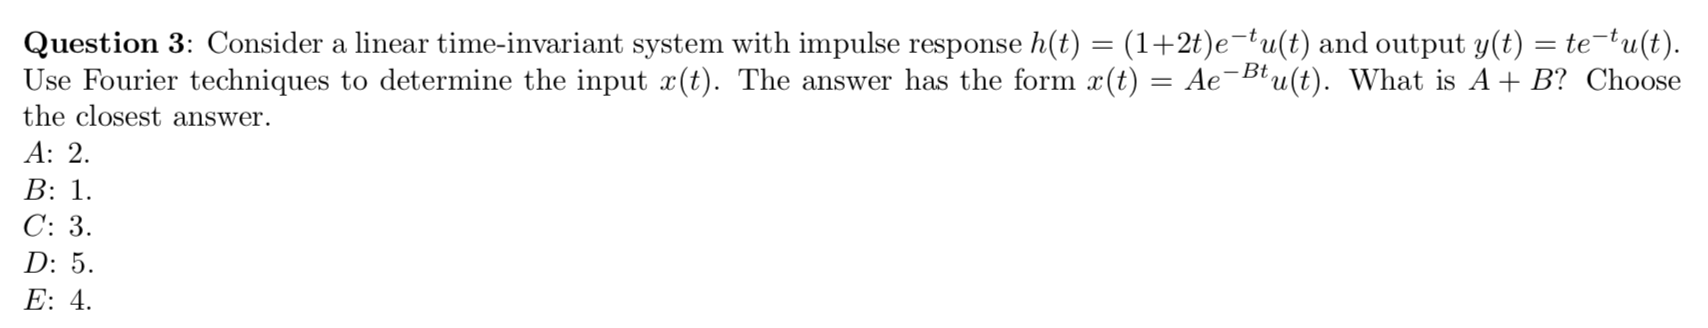 Question 3: Consider a linear time-invariant system with impulse response h(t) = (1+2t)e^{-t}u(t) and output y(t) = te^{-t}u(t).
Use Fourier techniques to determine the input x(t). The answer has the form x(t) = Ae^{-Bt}u(t). What is A + B? Choose
the closest answer.
A: 2.
B: 1.
C: 3.
D: 5.
E: 4.